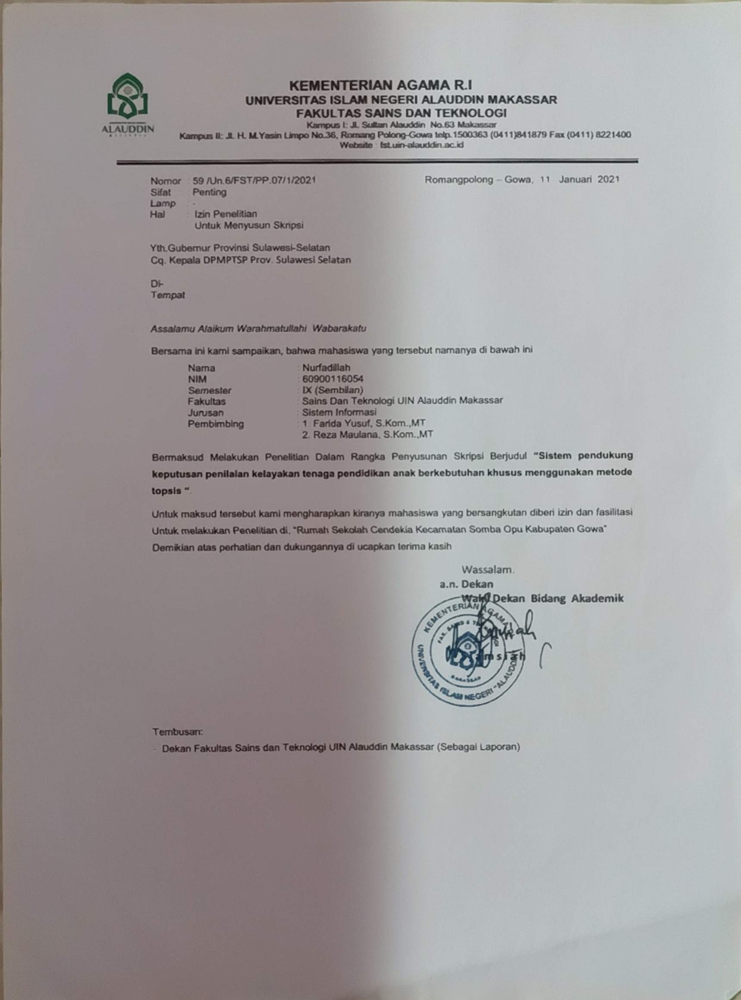 KEMENTERIAN AGAMA R.I
UNIVERSITAS ISLAM NEGERI ALAUDDIN MAKASSAR
FAKULTAS SAINS DAN TEKNOLOGI
Kampus I: Jl. Sultan Alauddin No.63 Makassar
Kampus II: Jl. H. M.Yasin Limpo No.36, Romang Polong-Gowa telp.1500363 (0411)841879 Fax (0411) 8221400
Website : fst.uin-alauddin.ac.id
ALAUDDIN
Nomor : 59 /Un.6/FST/PP.07/1/2021 Romangpolong – Gowa, 11 Januari 2021
Sifat : Penting
Lamp : -
Hal : Izin Penelitian
Untuk Menyusun Skripsi
Yth.Gubernur Provinsi Sulawesi-Selatan
Cq. Kepala DPMPTSP Prov. Sulawesi Selatan
Di-
Tempat
Assalamu Alaikum Warahmatullahi Wabarakatu
Bersama ini kami sampaikan, bahwa mahasiswa yang tersebut namanya di bawah ini
Nama : Nurfadillah
NIM : 60900116054
Semester : IX (Sembilan)
Fakultas : Sains Dan Teknologi UIN Alauddin Makassar
Jurusan : Sistem Informasi
Pembimbing : 1. Farida Yusuf, S.Kom.,MT
2. Reza Maulana, S.Kom.,MT
Bermaksud Melakukan Penelitian Dalam Rangka Penyusunan Skripsi Berjudul “Sistem pendukung
keputusan penilaian kelayakan tenaga pendidikan anak berkebutuhan khusus menggunakan metode
topsis “.
Untuk maksud tersebut kami mengharapkan kiranya mahasiswa yang bersangkutan diberi izin dan fasilitasi
Untuk melakukan Penelitian di, “Rumah Sekolah Cendekia Kecamatan Somba Opu Kabupaten Gowa”
Demikian atas perhatian dan dukungannya di ucapkan terima kasih
Wassalam.
a.n. Dekan
Wakil Dekan Bidang Akademik
KEMENTERIAN AGAMA
UNIVERSITAS ISLAM NEGERI "ALAUDDIN
Tembusan:
- Dekan Fakultas Sains dan Teknologi UIN Alauddin Makassar (Sebagai Laporan)